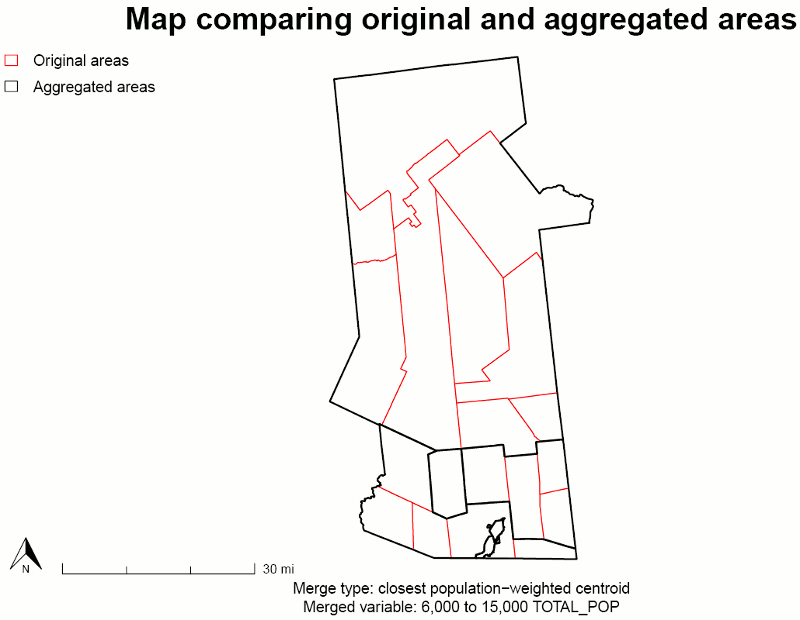 Map comparing original and aggregated areas
Original areas
Aggregated areas
N
30 mi
Merge type: closest population−weighted centroid
Merged variable: 6,000 to 15,000 TOTAL_POP